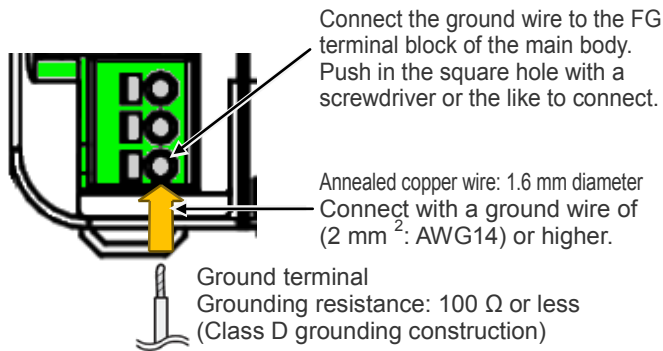 Connect the ground wire to the FG
terminal block of the main body.
Push in the square hole with a
screwdriver or the like to connect.
Annealed copper wire: 1.6 mm diameter
Connect with a ground wire of
(2 mm ²: AWG14) or higher.
Ground terminal
Grounding resistance: 100 Ω or less
(Class D grounding construction)